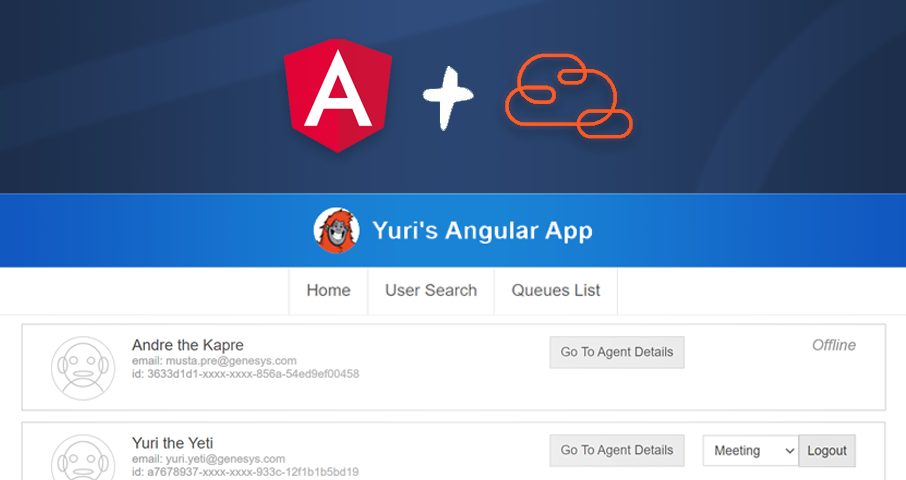 A
Yuri's Angular App
Home User Search Queues List
Andre the Kapre
email: musta.pre@genesys.com
id: 3633d1d1-xxxx-xxxx-856a-54ed9ef00458
Go To Agent Details
Offline
Yuri the Yeti
email: yuri.yeti@genesys.com
id: a7678937-xxxx-xxxx-933c-12f1b1b5bd19
Go To Agent Details
Meeting
Logout